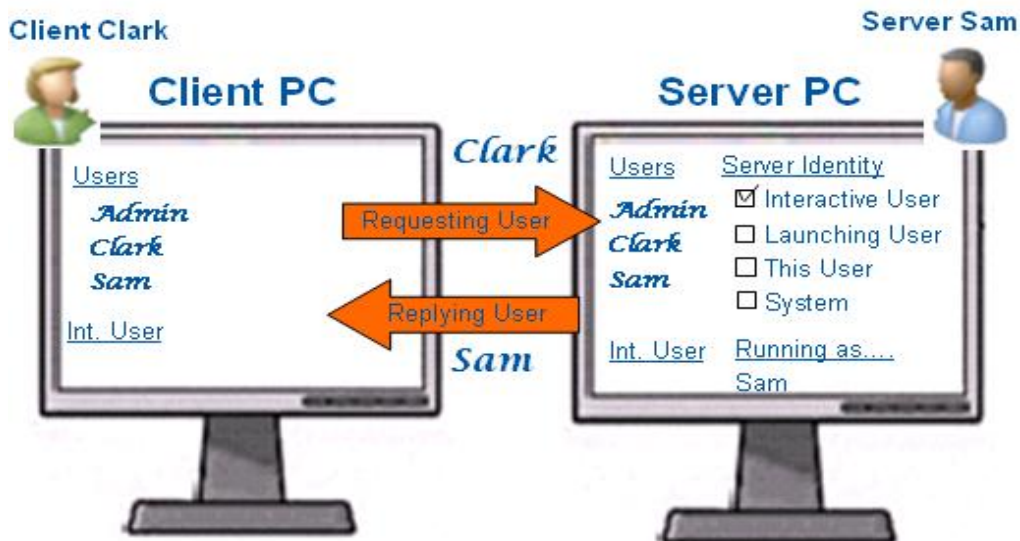 Client Clark
Server Sam
Client PC
Server PC
Users
Admin
Clark
Sam
Int. User
Clark
Requesting User
Replying User
Sam
Users
Admin
Clark
Sam
Int. User
Server Identity
Interactive User
Launching User
This User
System
Running as....
Sam